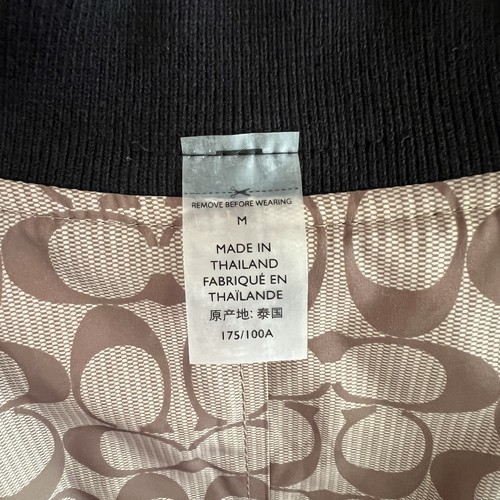 REMOVE BEFORE WEARING
M
MADE IN
THAILAND
FABRIQUÉ EN
THAÏLANDE
原产地: 泰国
175/100A